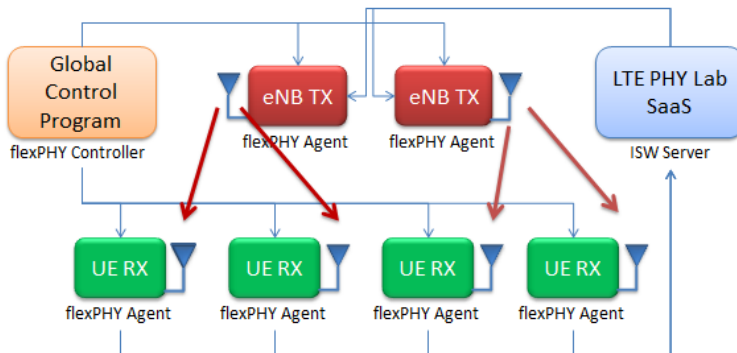 Global
Control
Program
flexPHY Controller
eNB TX
flexPHY Agent
eNB TX
flexPHY Agent
LTE PHY Lab
SaaS
ISW Server
UE RX
flexPHY Agent
UE RX
flexPHY Agent
UE RX
flexPHY Agent
UE RX
flexPHY Agent